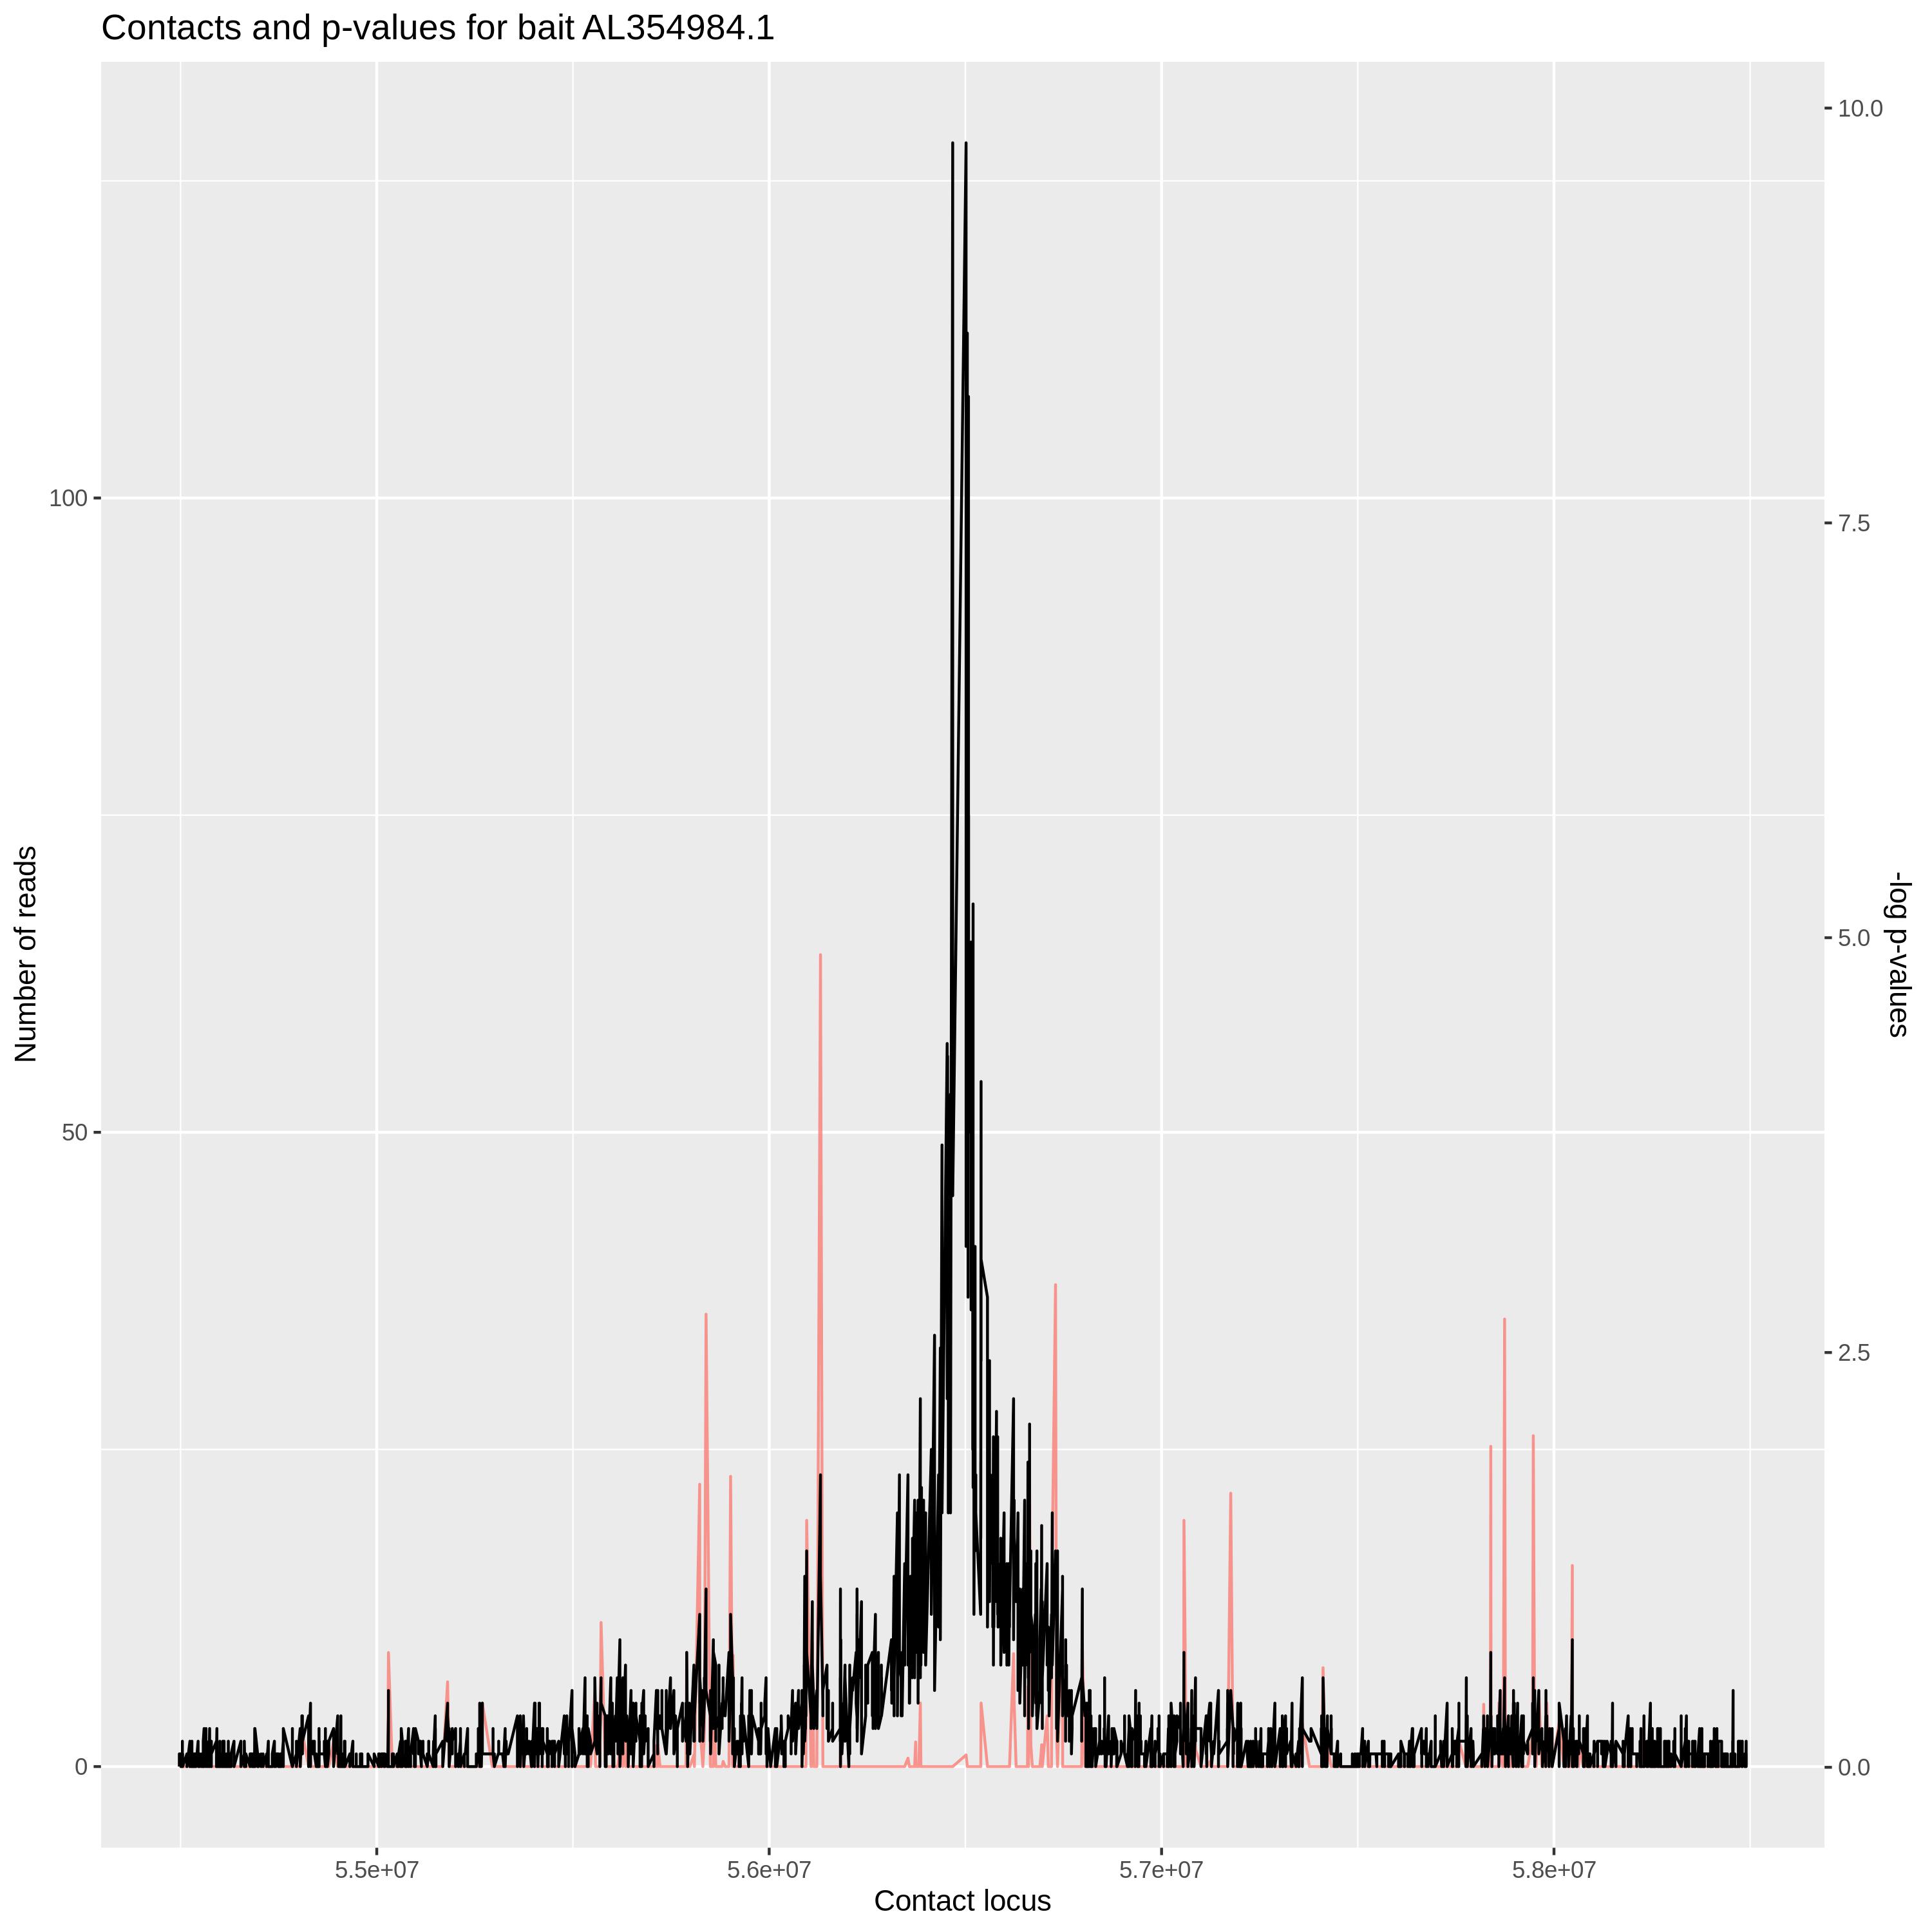 Contacts and p-values for bait AL354984.1
Number of reads
100
50
0
10.0
7.5
5.0
2.5
0.0
-log p-values
5.5e+07 5.6e+07 5.7e+07 5.8e+07
Contact locus